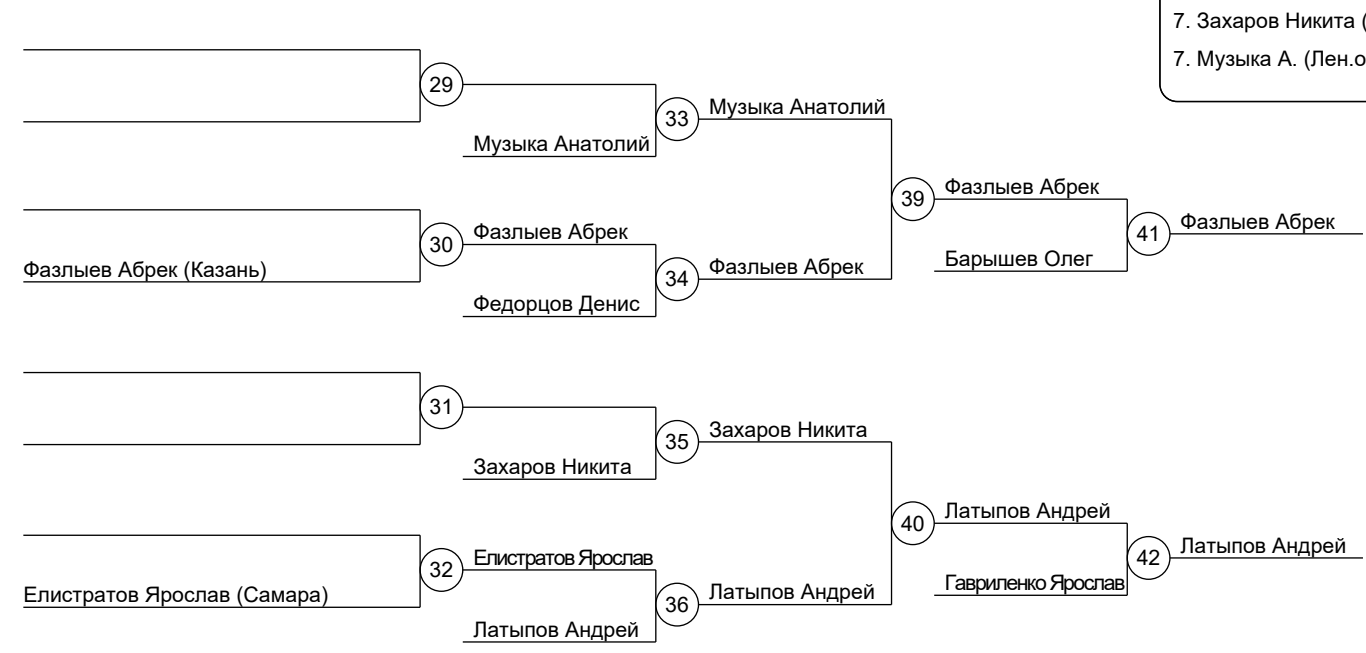 7. Захаров Никита (
7. Музыка А. (Лен.о
29
33
Музыка Анатолий
Музыка Анатолий
39
Фазлыев Абрек
30
Фазлыев Абрек
41
Фазлыев Абрек
Фазлыев Абрек (Казань)
34
Фазлыев Абрек
Барышев Олег
Федорцов Денис
31
35
Захаров Никита
Захаров Никита
40
Латыпов Андрей
32
Елистратов Ярослав
42
Латыпов Андрей
Елистратов Ярослав (Самара)
36
Латыпов Андрей
Гавриленко Ярослав
Латыпов Андрей